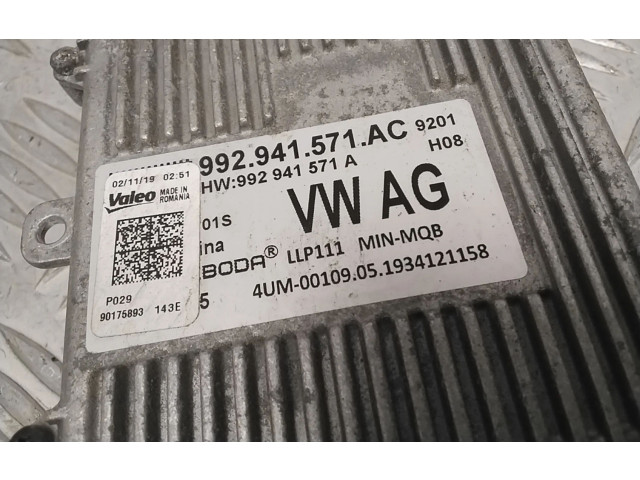 992.941.571.AC 9201
HW:992 941 571 A H08
02/11/19 02:51
Valeo MADE IN ROMANIA
01S VW AG
ina
BODA® LLP111 MIN-MQB
5 4UM-00109.05.1934121158
P029
90175893 143E